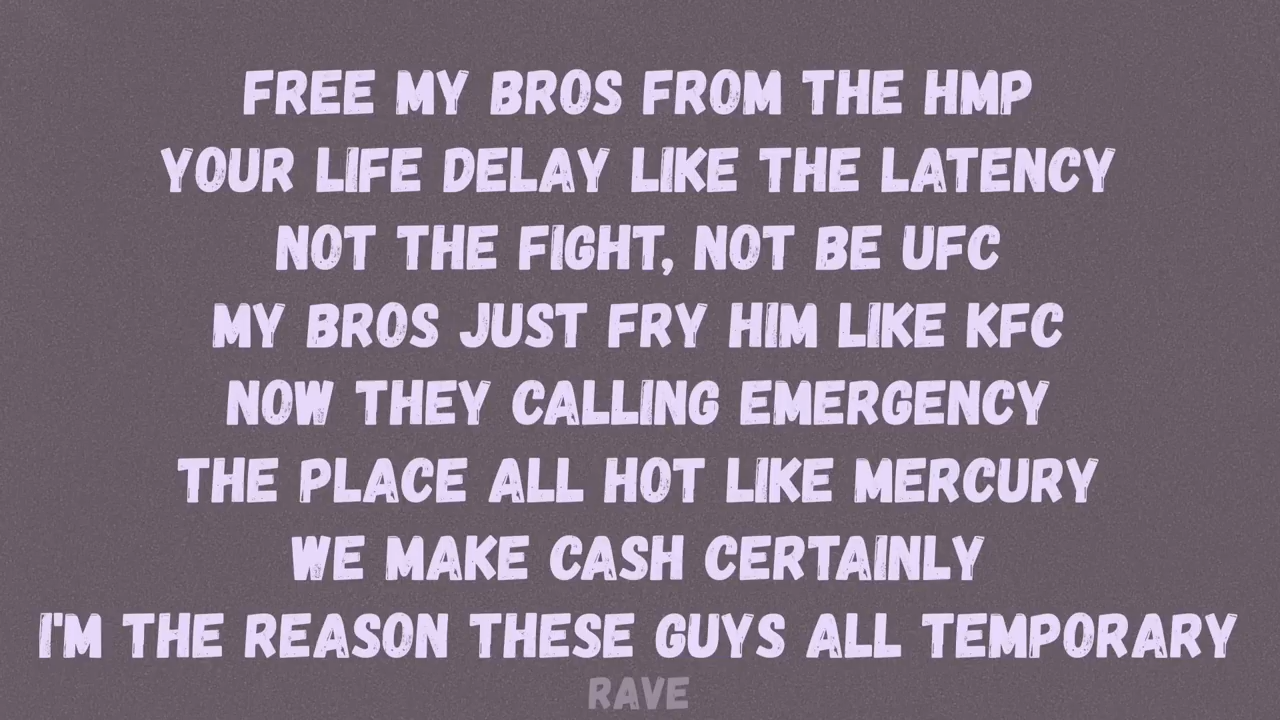 FREE MY BROS FROM THE HMP
YOUR LIFE DELAY LIKE THE LATENCY
NOT THE FIGHT, NOT BE UFC
MY BROS JUST FRY HIM LIKE KFC
NOW THEY CALLING EMERGENCY
THE PLACE ALL HOT LIKE MERCURY
WE MAKE CASH CERTAINLY
I'M THE REASON THESE GUYS ALL TEMPORARY
RAVE